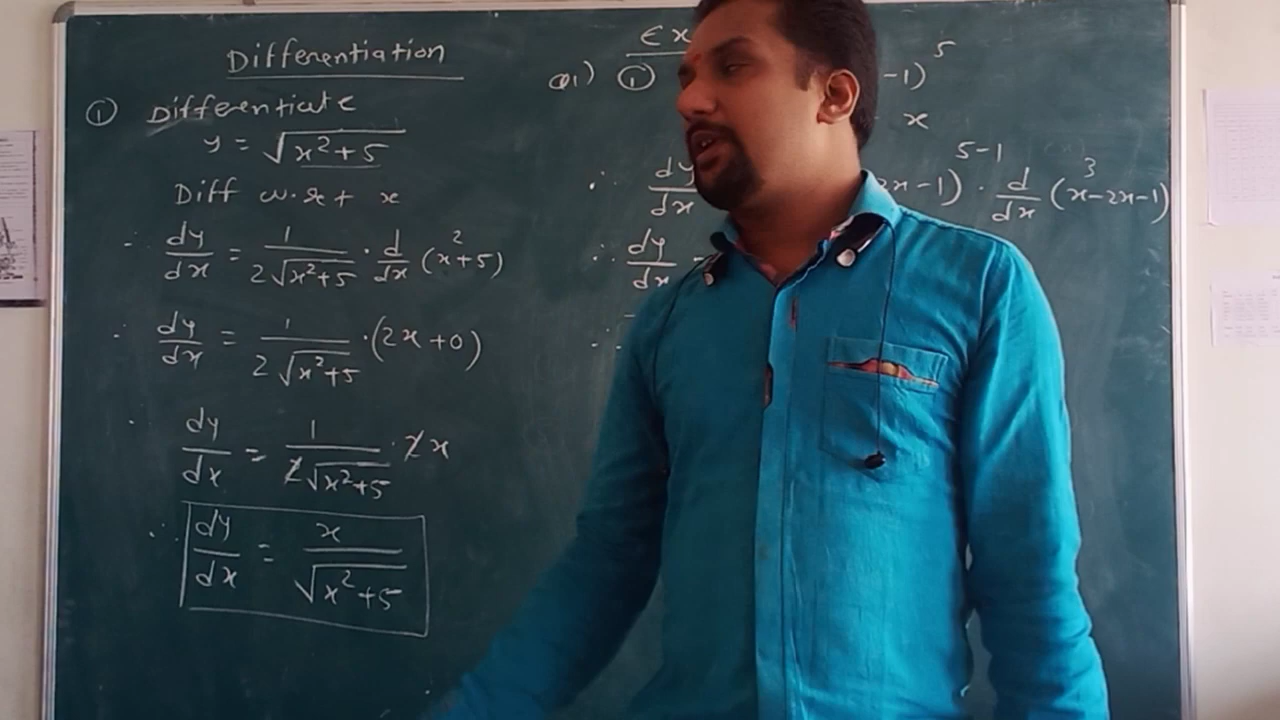 Differentiation
① Differentiate
y = √(x²+5)
Diff w.r.t x
∴ dy/dx = 1/(2√(x²+5)) · d/dx (x²+5)
∴ dy/dx = 1/(2√(x²+5)) · (2x+0)
∴ dy/dx = 1/(2√(x²+5)) · 2x
∴ dy/dx = x/√(x²+5)
Ex
Q1) ① -1)⁵
x
∴ dy/dx 2x-1)⁵⁻¹ · d/dx (x³-2x-1)
∴ dy/dx =
∴